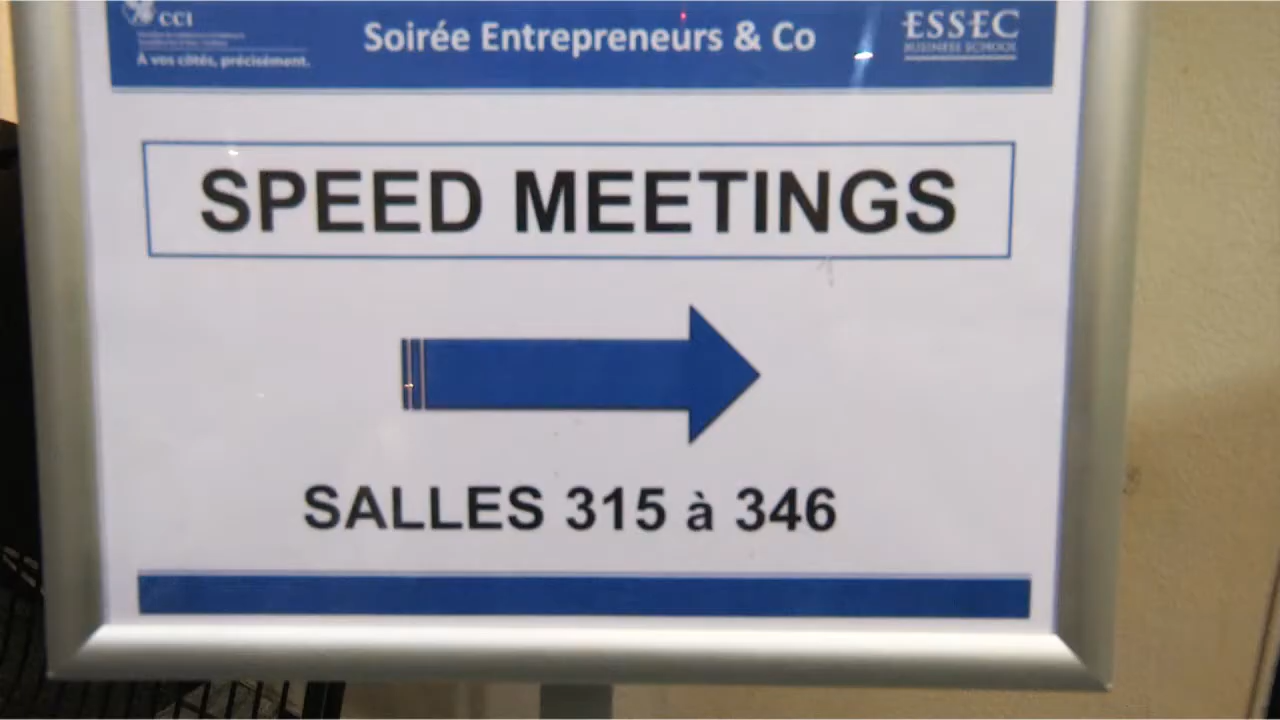 CCI
À vos côtés, précisément.
Soirée Entrepreneurs & Co
ESSEC
BUSINESS SCHOOL
SPEED MEETINGS
SALLES 315 à 346